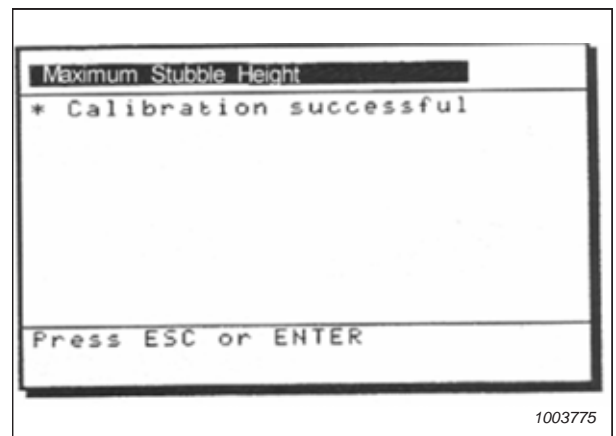 Maximum Stubble Height
* Calibration successful
Press ESC or ENTER
1003775